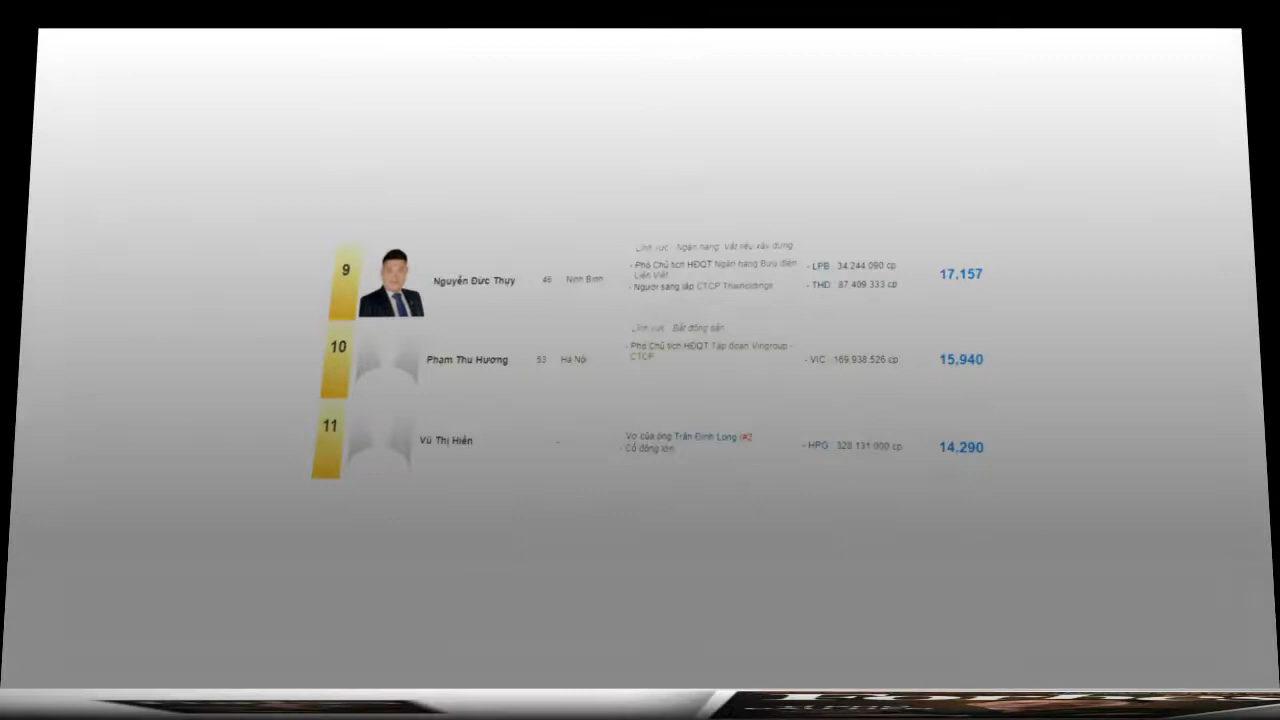 Lĩnh vực: Ngân hàng, Vật liệu xây dựng
9
Nguyễn Đức Thụy
46
Ninh Bình
- Phó Chủ tịch HĐQT Ngân hàng Bưu điện
Liên Việt
- Người sáng lập CTCP Thaiholdings
- LPB 34.244.090 cp
- THD 87.409.333 cp
17,157
Lĩnh vực: Bất động sản
10
Phạm Thu Hương
53
Hà Nội
- Phó Chủ tịch HĐQT Tập đoàn Vingroup -
CTCP
- VIC 169.938.526 cp
15,940
11
Vũ Thị Hiền
-
Vợ của ông Trần Đình Long (#2
- Cổ đông lớn
- HPG 328.131.000 cp
14,290